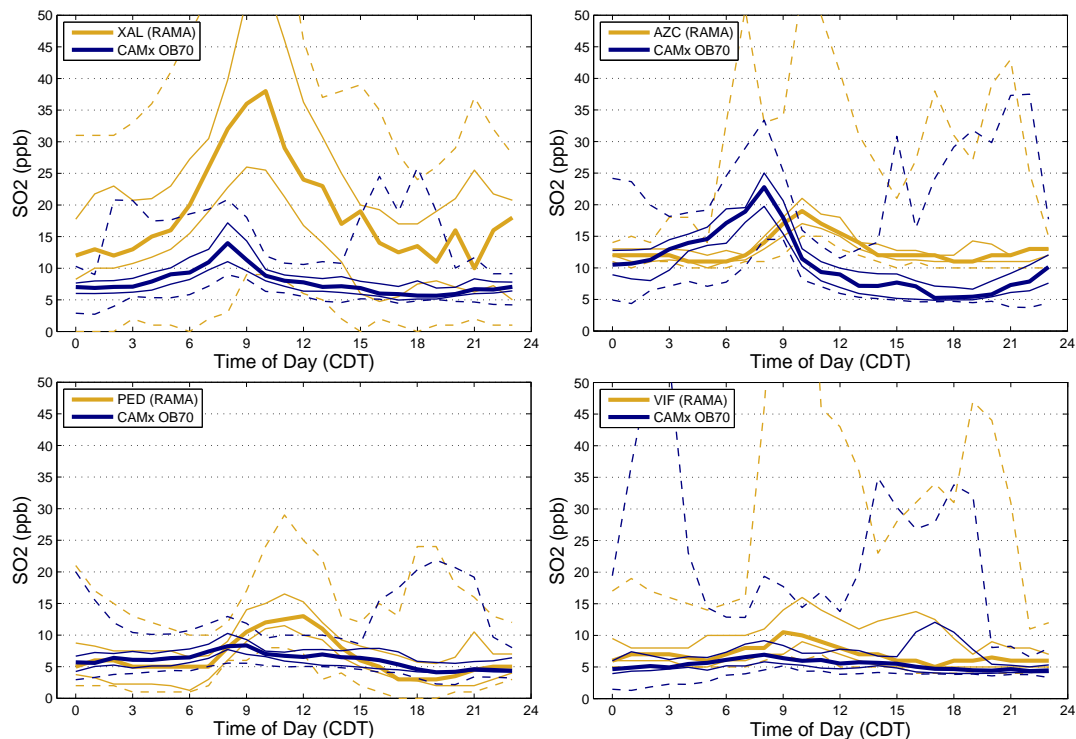 50
45
40
35
30
25
20
15
10
5
0
SO2 (ppb)
XAL (RAMA)
CAMx OB70
0 3 6 9 12 15 18 21 24
Time of Day (CDT)
50
45
40
35
30
25
20
15
10
5
0
SO2 (ppb)
AZC (RAMA)
CAMx OB70
0 3 6 9 12 15 18 21 24
Time of Day (CDT)
50
45
40
35
30
25
20
15
10
5
0
SO2 (ppb)
PED (RAMA)
CAMx OB70
0 3 6 9 12 15 18 21 24
Time of Day (CDT)
50
45
40
35
30
25
20
15
10
5
0
SO2 (ppb)
VIF (RAMA)
CAMx OB70
0 3 6 9 12 15 18 21 24
Time of Day (CDT)